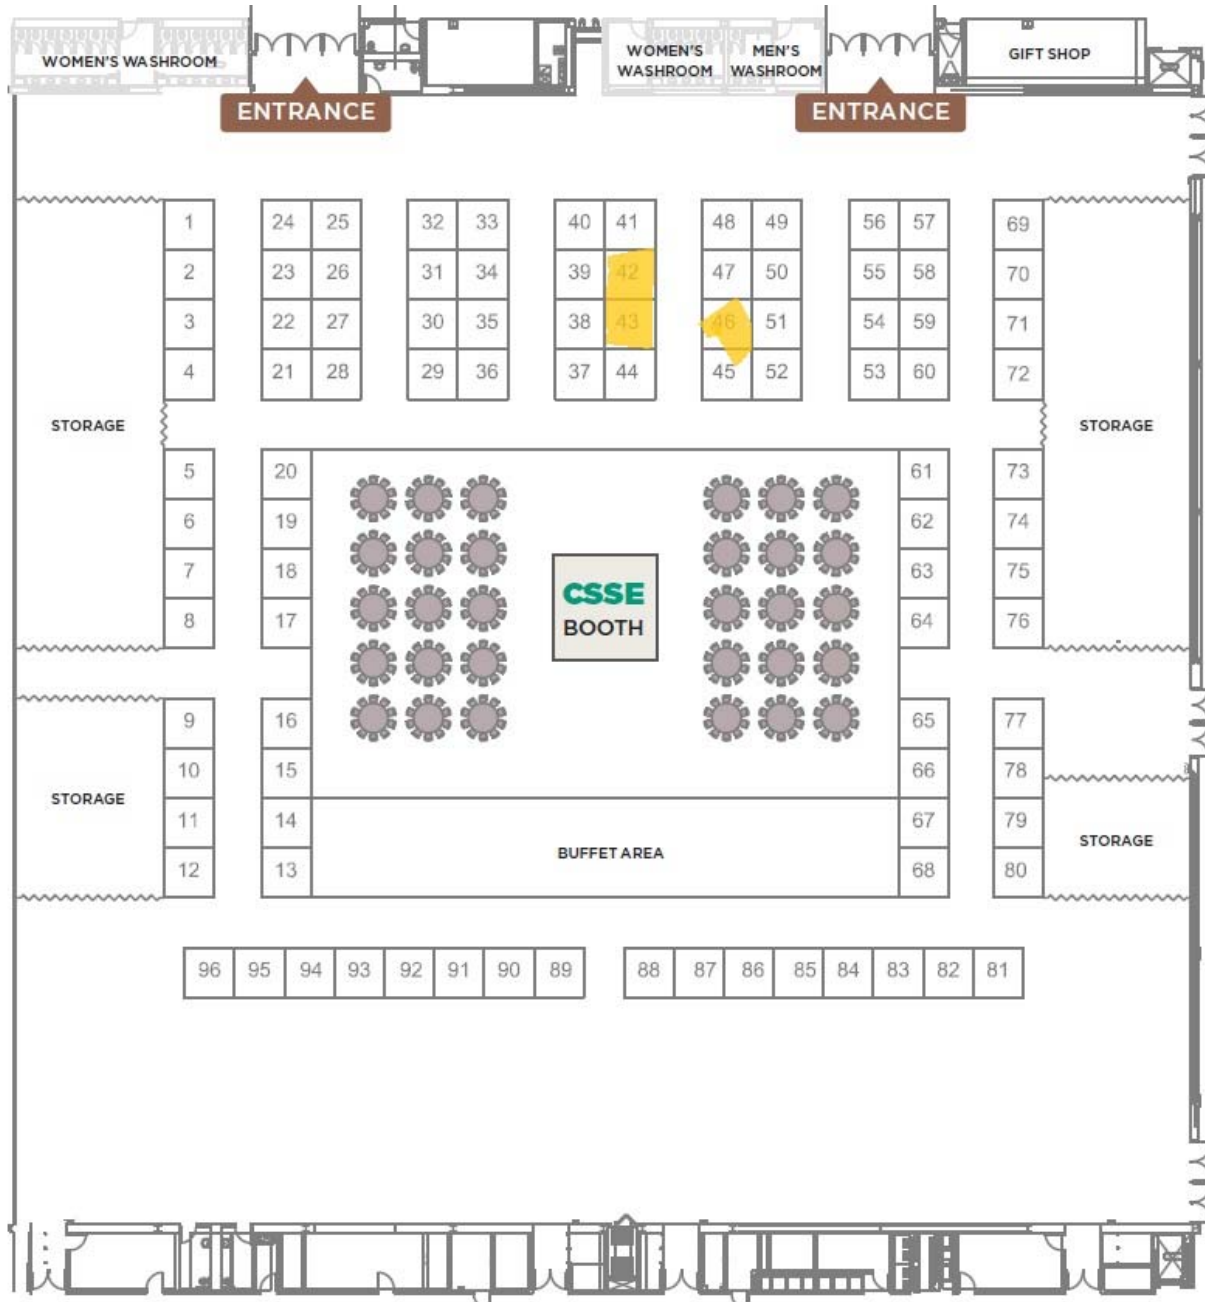 WOMEN'S WASHROOM
WOMEN'S
WASHROOM
MEN'S
WASHROOM
GIFT SHOP
ENTRANCE
ENTRANCE
1 24 25 32 33 40 41 48 49 56 57 69
2 23 26 31 34 39 42 47 50 55 58 70
3 22 27 30 35 38 43 46 51 54 59 71
4 21 28 29 36 37 44 45 52 53 60 72
STORAGE
STORAGE
5 20 61 73
6 19 62 74
7 18 63 75
8 17 64 76
CSSE
BOOTH
9 16 65 77
10 15 66 78
STORAGE
11 14 67 79
STORAGE
BUFFET AREA
12 13 68 80
96 95 94 93 92 91 90 89 88 87 86 85 84 83 82 81